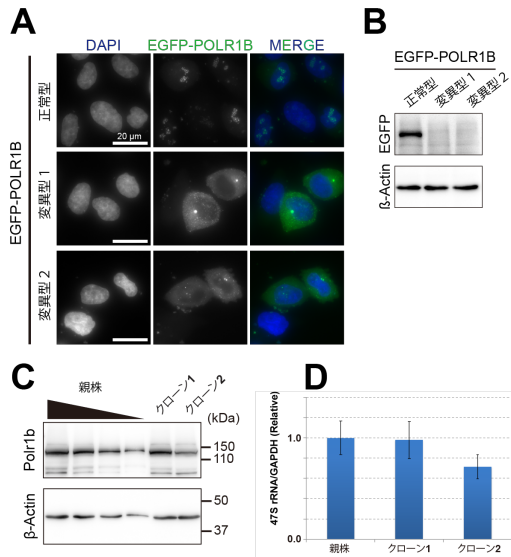 A
DAPI EGFP-POLR1B MERGE
EGFP-POLR1B
正常型
20 μm
変異型 1
変異型 2
B
EGFP-POLR1B
正常型
変異型 1
変異型 2
EGFP
ß-Actin
C
親株
クローン1
クローン2
(kDa)
Polr1b
150
110
β-Actin
50
37
D
47S rRNA/GAPDH (Relative)
1.0
0.0
親株 クローン1 クローン2